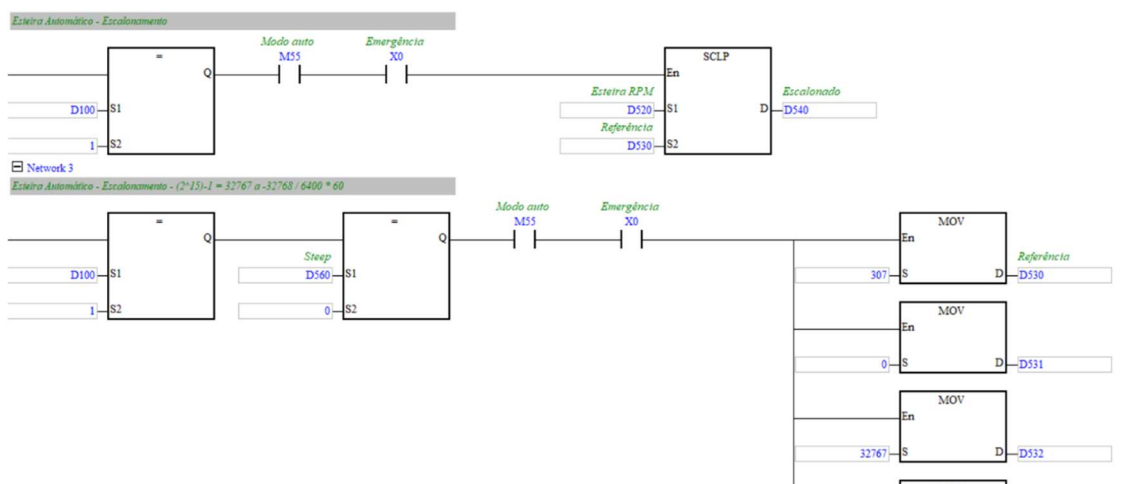 Esteira Automático - Escalonamento
Modo auto Emergência
= M55 X0 SCLP
Q En
Esteira RPM Escalonado
D100 S1 D520 S1 D D540
Referência
1 S2 D530 S2
Network 3
Esteira Automático - Escalonamento - (2^15)-1 = 32767 a -32768 / 6400 * 60
Modo auto Emergência
= = M55 X0 MOV
Q Q En
Steep Referência
D100 S1 D560 S1 307 S D D530
1 S2 0 S2
MOV
En
0 S D D531
MOV
En
32767 S D D532